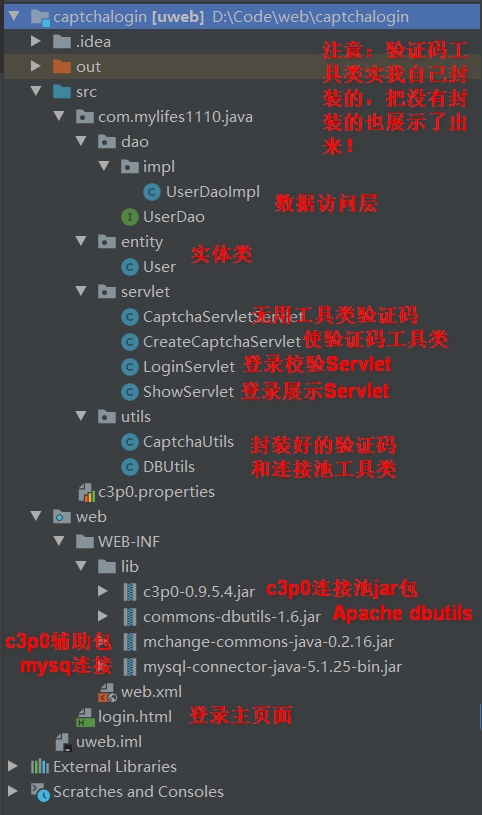 captchalogin [uweb] D:\Code\web\captchalogin
.idea
out
src
注意：验证码工
具类实我自己封
装的，把没有封
装的也展示了由
来！
com.mylifes1110.java
dao
impl
UserDaoImpl
数据访问层
UserDao
entity
实体类
User
servlet
CaptchaServletServlet 无用工具类验证码
CreateCaptchaServlet 使验证码工具类
LoginServlet 登录校验Servlet
ShowServlet 登录展示Servlet
utils
CaptchaUtils 封装好的验证码
DBUtils 和连接池工具类
c3p0.properties
web
WEB-INF
lib
c3p0-0.9.5.4.jar c3p0连接池jar包
commons-dbutils-1.6.jar Apache dbutils
c3p0辅助包 mchange-commons-java-0.2.16.jar
mysq连接 mysql-connector-java-5.1.25-bin.jar
web.xml
login.html 登录主页面
uweb.iml
External Libraries
Scratches and Consoles